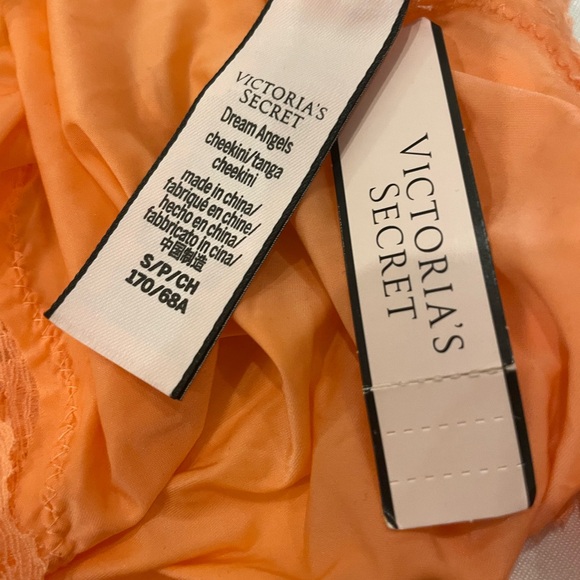 VICTORIA'S
SECRET
Dream Angels
cheekini/tanga
cheekini
made in china/
fabriqué en chine/
hecho en china/
fabbricato in cina/
中国制造
S/P/CH
170/68A
VICTORIA'S
SECRET